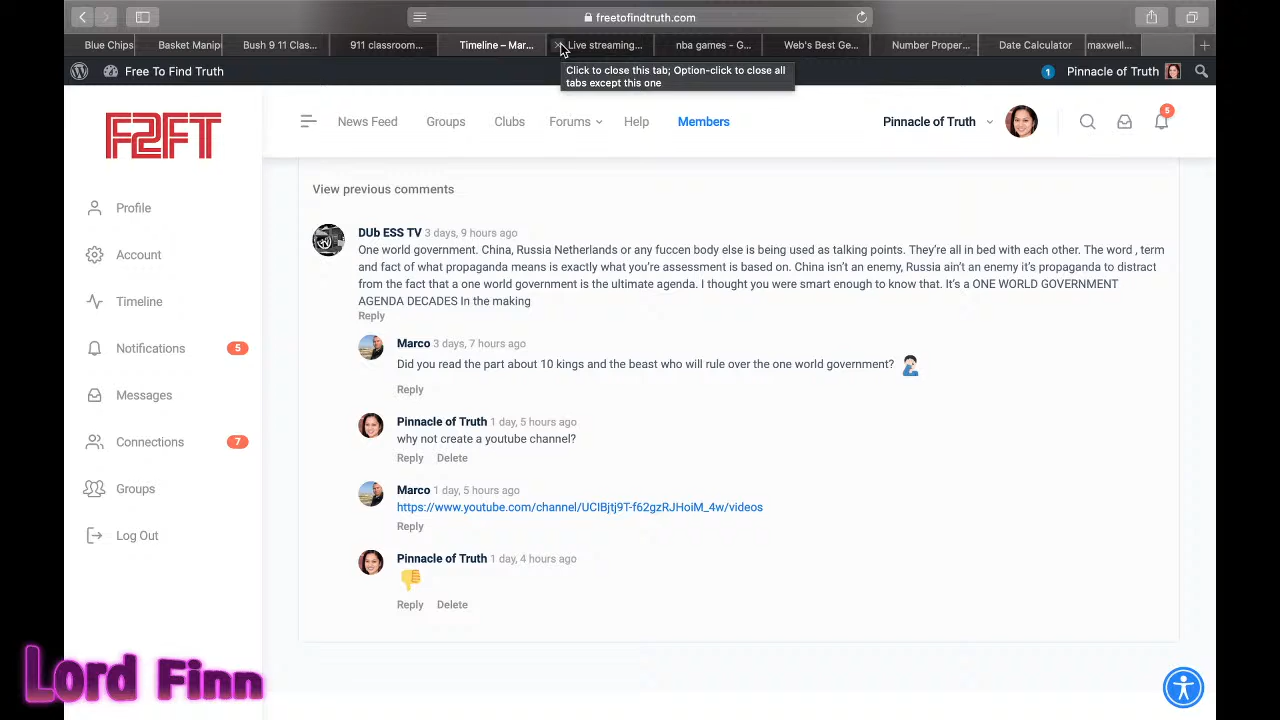 freetofindtruth.com
Blue Chips
Basket Manip
Bush 9 11 Clas...
911 classroom...
Timeline – Mar...
Live streaming...
nba games - G...
Web's Best Ge...
Number Proper...
Date Calculator
maxwell...
Free To Find Truth
Click to close this tab; Option-click to close all
tabs except this one
1
Pinnacle of Truth
F2FT
News Feed
Groups
Clubs
Forums
Help
Members
Pinnacle of Truth
5
Profile
Account
Timeline
Notifications 5
Messages
Connections 7
Groups
Log Out
View previous comments
DUb ESS TV 3 days, 9 hours ago
One world government. China, Russia Netherlands or any fuccen body else is being used as talking points. They're all in bed with each other. The word , term
and fact of what propaganda means is exactly what you're assessment is based on. China isn't an enemy, Russia ain't an enemy it's propaganda to distract
from the fact that a one world government is the ultimate agenda. I thought you were smart enough to know that. It's a ONE WORLD GOVERNMENT
AGENDA DECADES In the making
Reply
Marco 3 days, 7 hours ago
Did you read the part about 10 kings and the beast who will rule over the one world government?
Reply
Pinnacle of Truth 1 day, 5 hours ago
why not create a youtube channel?
Reply Delete
Marco 1 day, 5 hours ago
https://www.youtube.com/channel/UCIBjtj9T-f62gzRJHoiM_4w/videos
Reply
Pinnacle of Truth 1 day, 4 hours ago
Reply Delete
Lord Finn